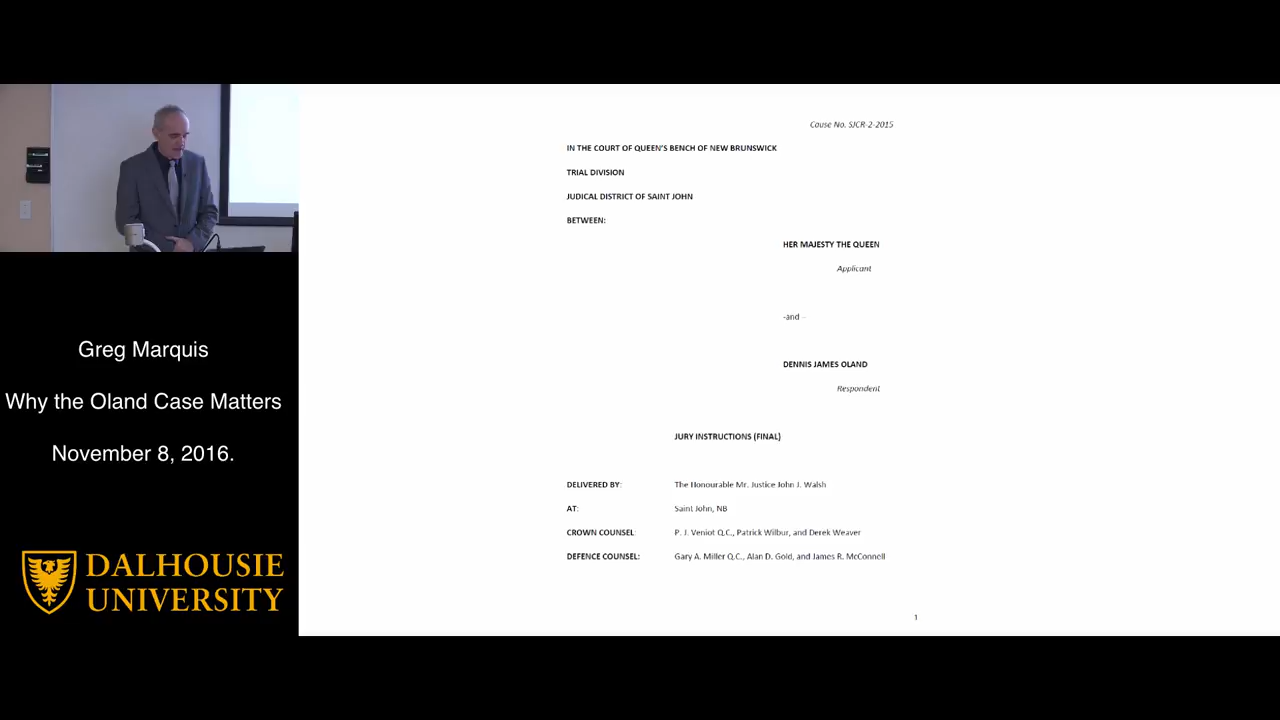 Greg Marquis
Why the Oland Case Matters
November 8, 2016.
DALHOUSIE
UNIVERSITY
Cause No. SJCR-2-2015
IN THE COURT OF QUEEN'S BENCH OF NEW BRUNSWICK
TRIAL DIVISION
JUDICAL DISTRICT OF SAINT JOHN
BETWEEN:
HER MAJESTY THE QUEEN
Applicant
-and -
DENNIS JAMES OLAND
Respondent
JURY INSTRUCTIONS (FINAL)
DELIVERED BY: The Honourable Mr. Justice John J. Walsh
AT: Saint John, NB
CROWN COUNSEL: P. J. Veniot Q.C., Patrick Wilbur, and Derek Weaver
DEFENCE COUNSEL: Gary A. Miller Q.C., Alan D. Gold, and James R. McConnell
1